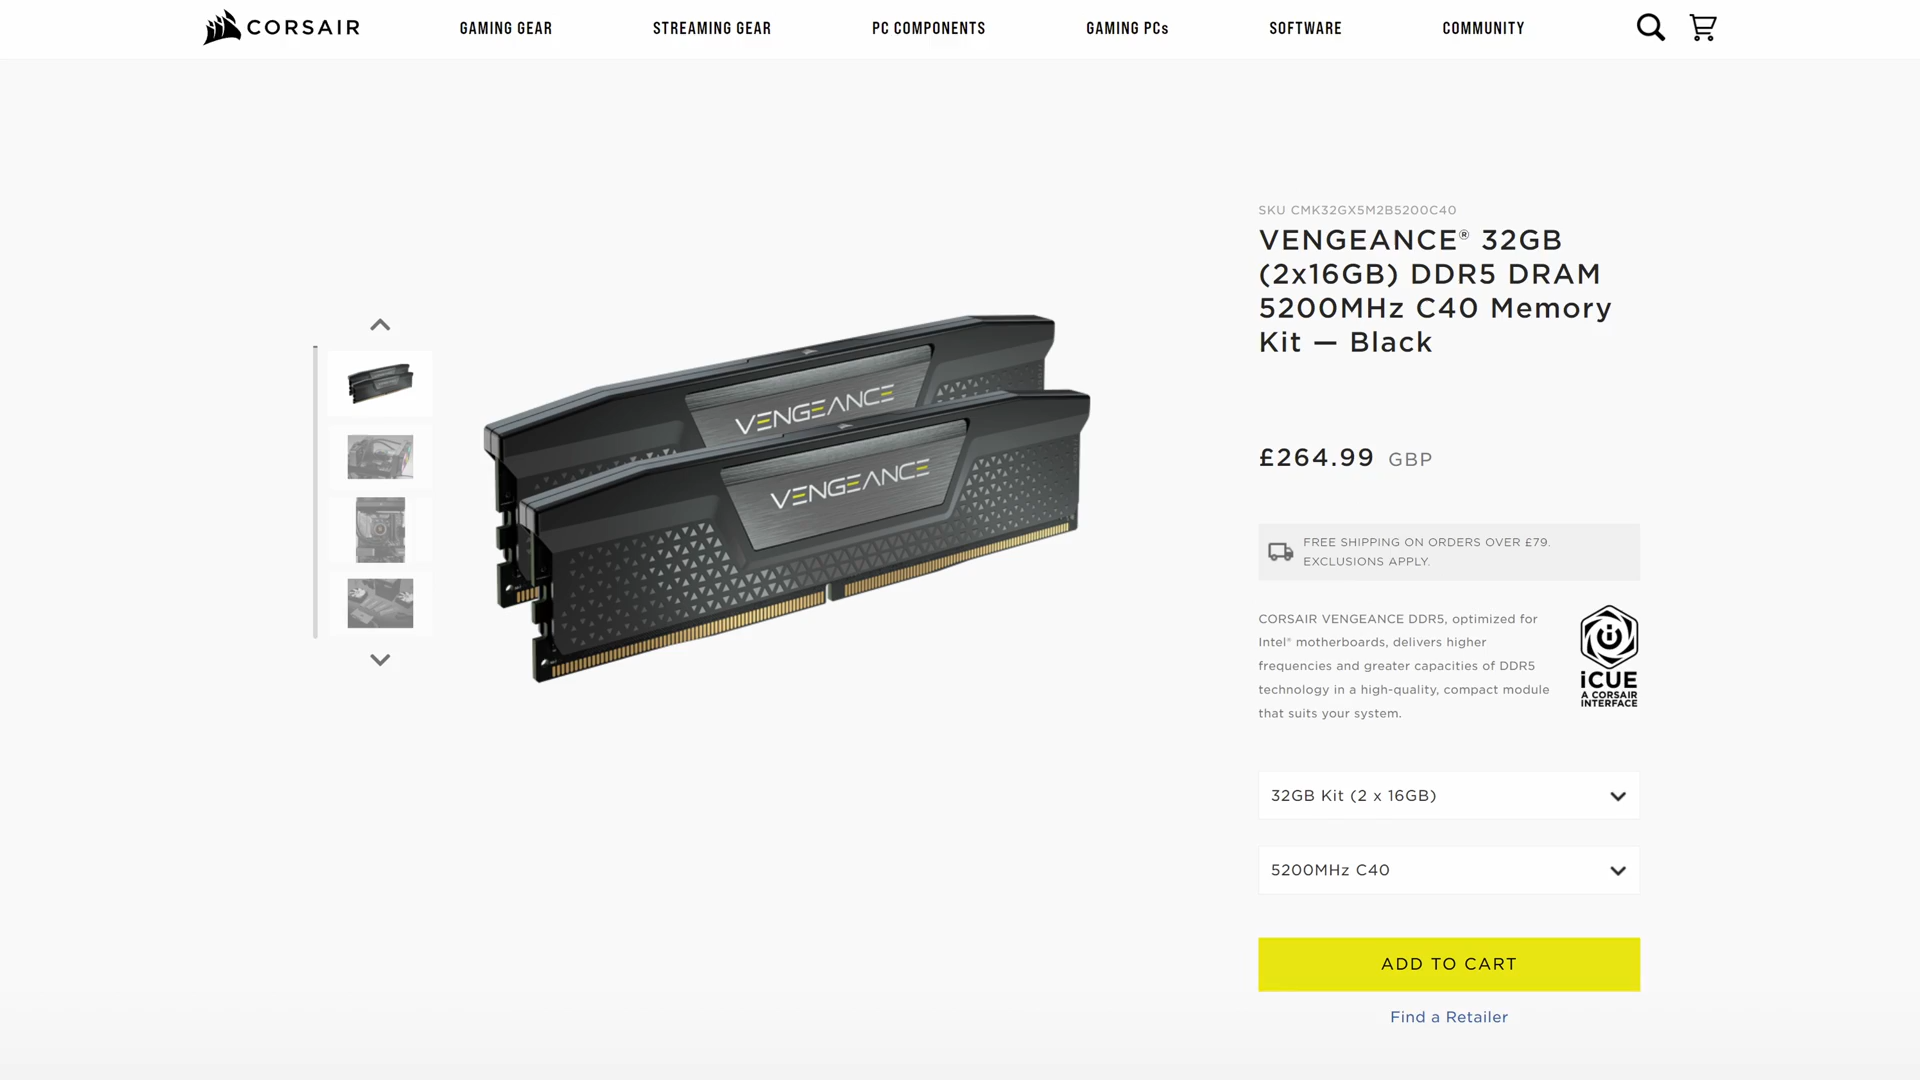 CORSAIR
GAMING GEAR
STREAMING GEAR
PC COMPONENTS
GAMING PCs
SOFTWARE
COMMUNITY
VENGEANCE
VENGEANCE
SKU CMK32GX5M2B5200C40
VENGEANCE® 32GB
(2x16GB) DDR5 DRAM
5200MHz C40 Memory
Kit — Black
£264.99 GBP
FREE SHIPPING ON ORDERS OVER £79.
EXCLUSIONS APPLY.
CORSAIR VENGEANCE DDR5, optimized for
Intel® motherboards, delivers higher
frequencies and greater capacities of DDR5
technology in a high-quality, compact module
that suits your system.
iCUE
A CORSAIR
INTERFACE
32GB Kit (2 x 16GB)
5200MHz C40
ADD TO CART
Find a Retailer